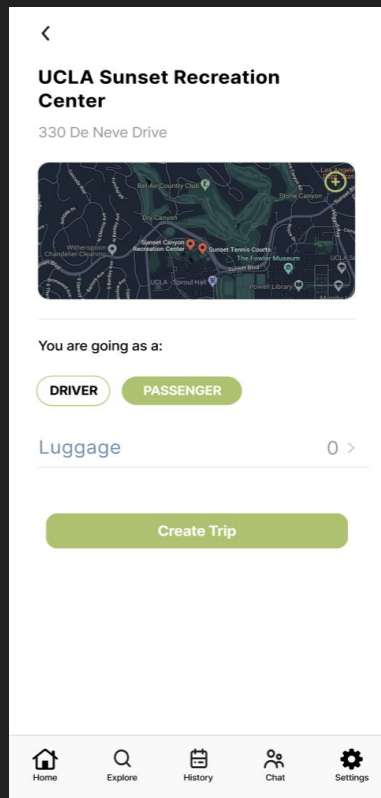 UCLA Sunset Recreation
Center
330 De Neve Drive
Bel-Air Country Club
Stone Canyon
Dry Canyon
Witherspoon
Chandelier Cleaning
Sunset Canyon
Recreation Center
Sunset Tennis Courts
The Fowler Museum
Sunset Blvd
UCLA - Sproul Hall
Powell Library
You are going as a:
DRIVER
PASSENGER
Luggage
0
Create Trip
Home
Explore
History
Chat
Settings